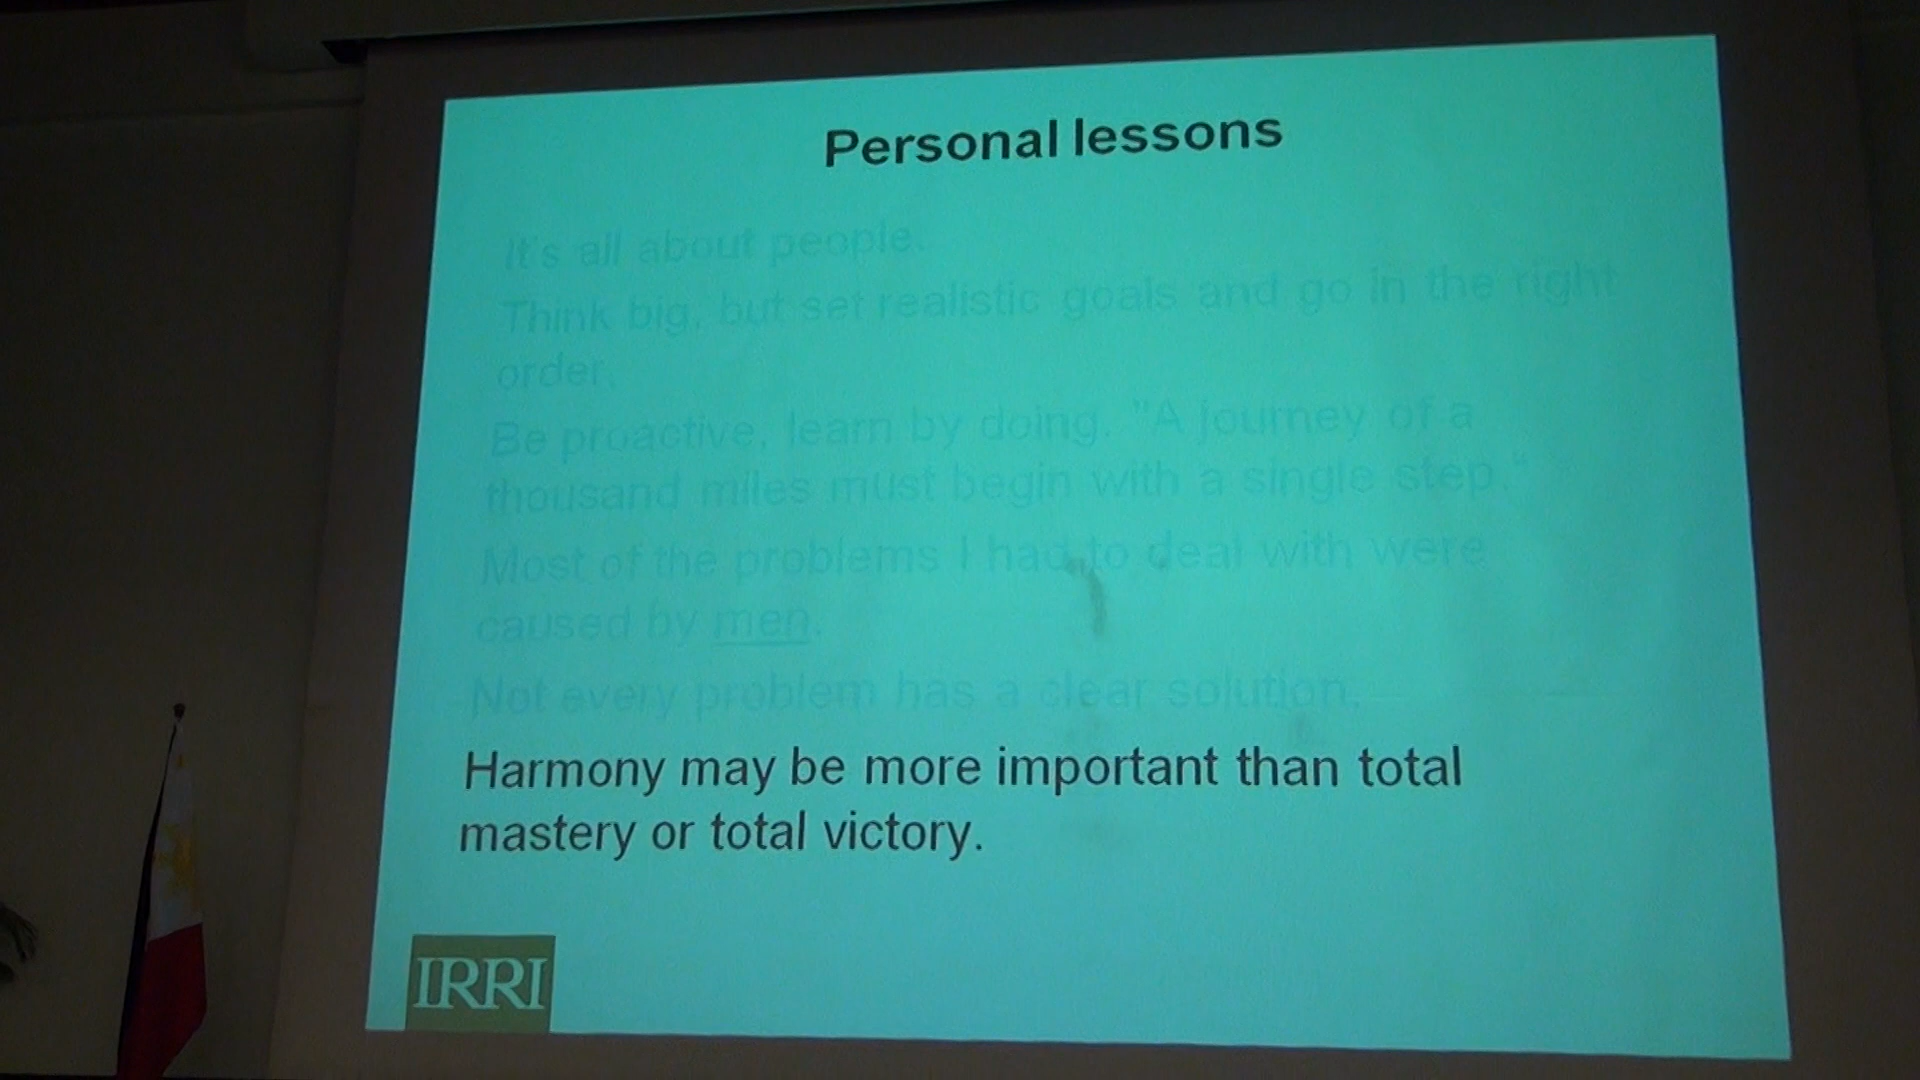 Personal lessons
It's all about people.
Think big, but set realistic goals and go in the right
order.
Be proactive, learn by doing. "A journey of a
thousand miles must begin with a single step."
Most of the problems I had to deal with were
caused by men.
Not every problem has a clear solution.
Harmony may be more important than total
mastery or total victory.
IRRI